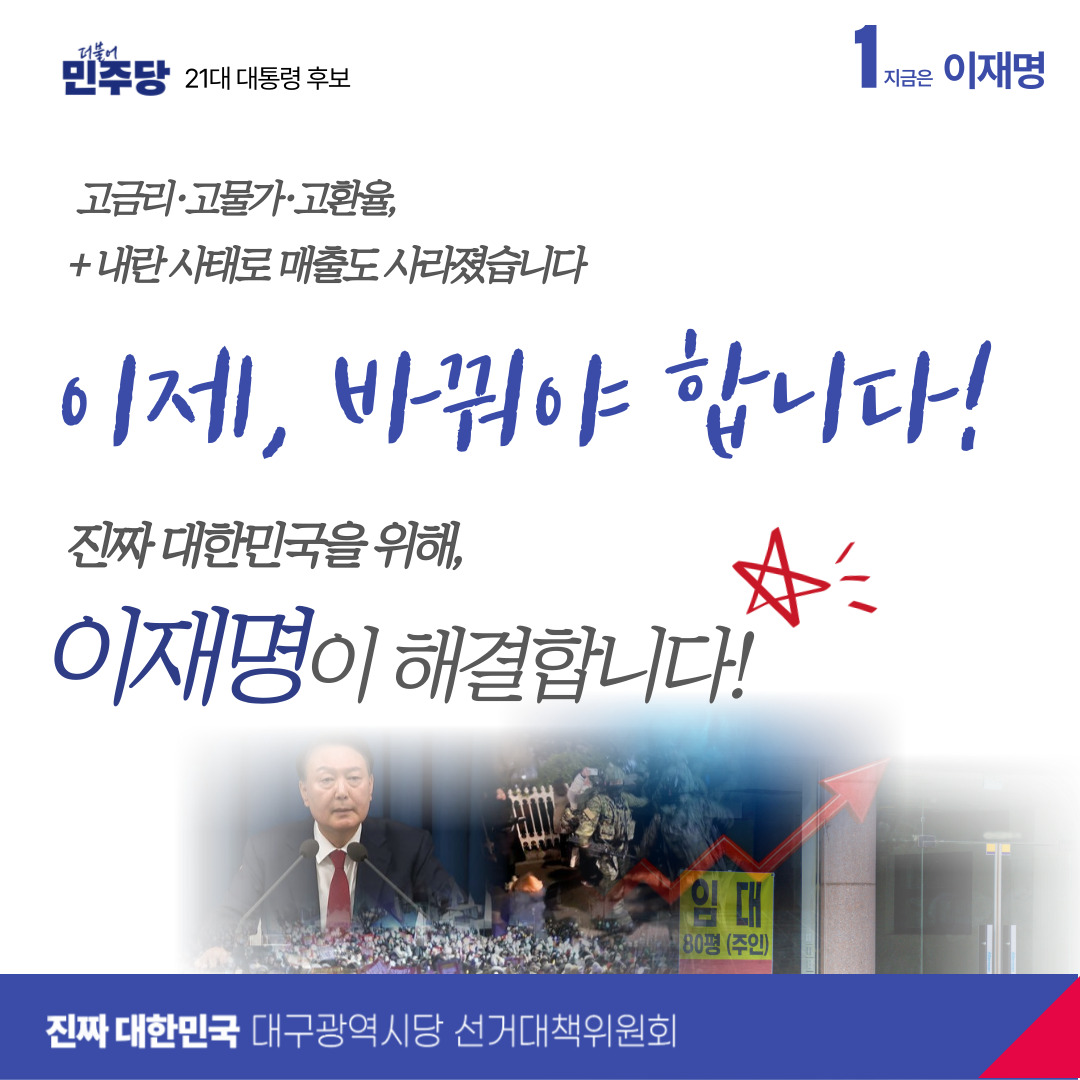 더불어
민주당 21대 대통령 후보
1 지금은 이재명
고금리·고물가·고환율,
+ 내란 사태로 매출도 사라졌습니다
이제, 바꿔야 합니다!
진짜 대한민국을 위해,
이재명이 해결합니다!
임 대
80평 (주인)
진짜 대한민국 대구광역시당 선거대책위원회